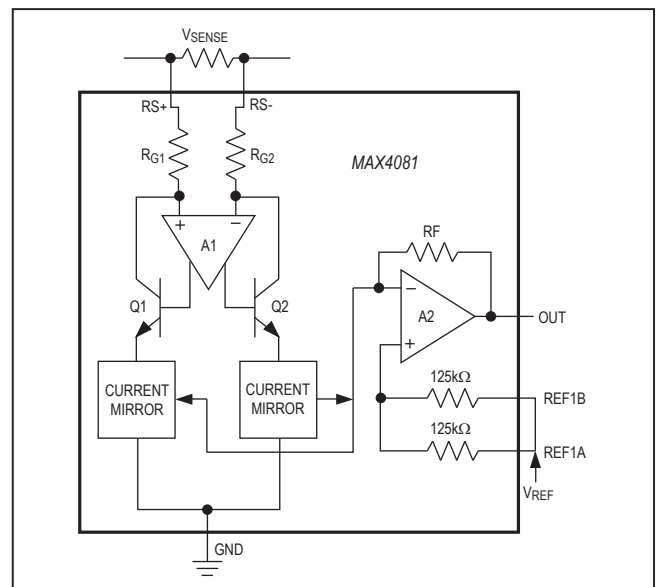 VSENSE
RS+
RS-
RG1
RG2
MAX4081
+
−
A1
RF
Q1
Q2
−
A2
+
OUT
CURRENT
MIRROR
CURRENT
MIRROR
125kΩ
REF1B
125kΩ
REF1A
VREF
GND